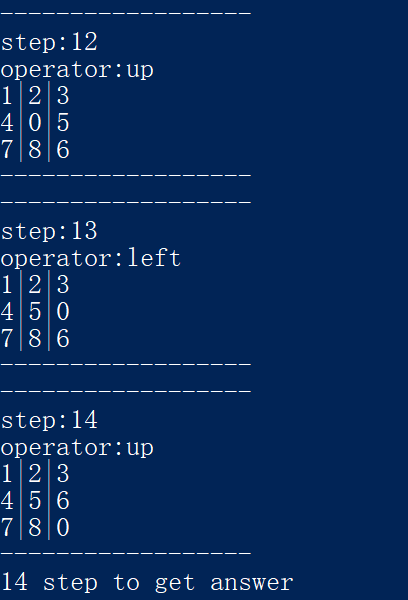 ------------------
step:12
operator:up
1|2|3
4|0|5
7|8|6
------------------
------------------
step:13
operator:left
1|2|3
4|5|0
7|8|6
------------------
------------------
step:14
operator:up
1|2|3
4|5|6
7|8|0
------------------
14 step to get answer